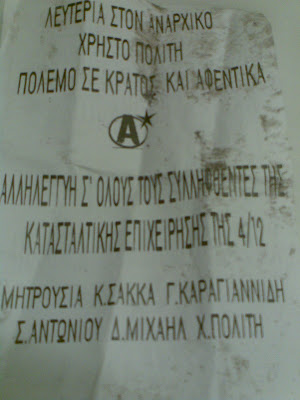 ΛΕΥΤΕΡΙΑ ΣΤΟΝ ΑΝΑΡΧΙΚΟ
ΧΡΗΣΤΟ ΠΟΛΙΤΗ
ΠΟΛΕΜΟ ΣΕ ΚΡΑΤΟΣ ΚΑΙ ΑΦΕΝΤΙΚΑ
A
ΑΛΛΗΛΕΓΓΥΗ Σ' ΟΛΟΥΣ ΤΟΥΣ ΣΥΛΛΗΦΘΕΝΤΕΣ ΤΗΣ
ΚΑΤΑΣΤΑΛΤΙΚΗΣ ΕΠΙΧΕΙΡΗΣΗΣ ΤΗΣ 4/12
ΜΗΤΡΟΥΣΙΑ Κ.ΣΑΚΚΑ Γ.ΚΑΡΑΓΙΑΝΝΙΔΗ
Σ.ΑΝΤΩΝΙΟΥ Δ.ΜΙΧΑΗΛ Χ.ΠΟΛΙΤΗ